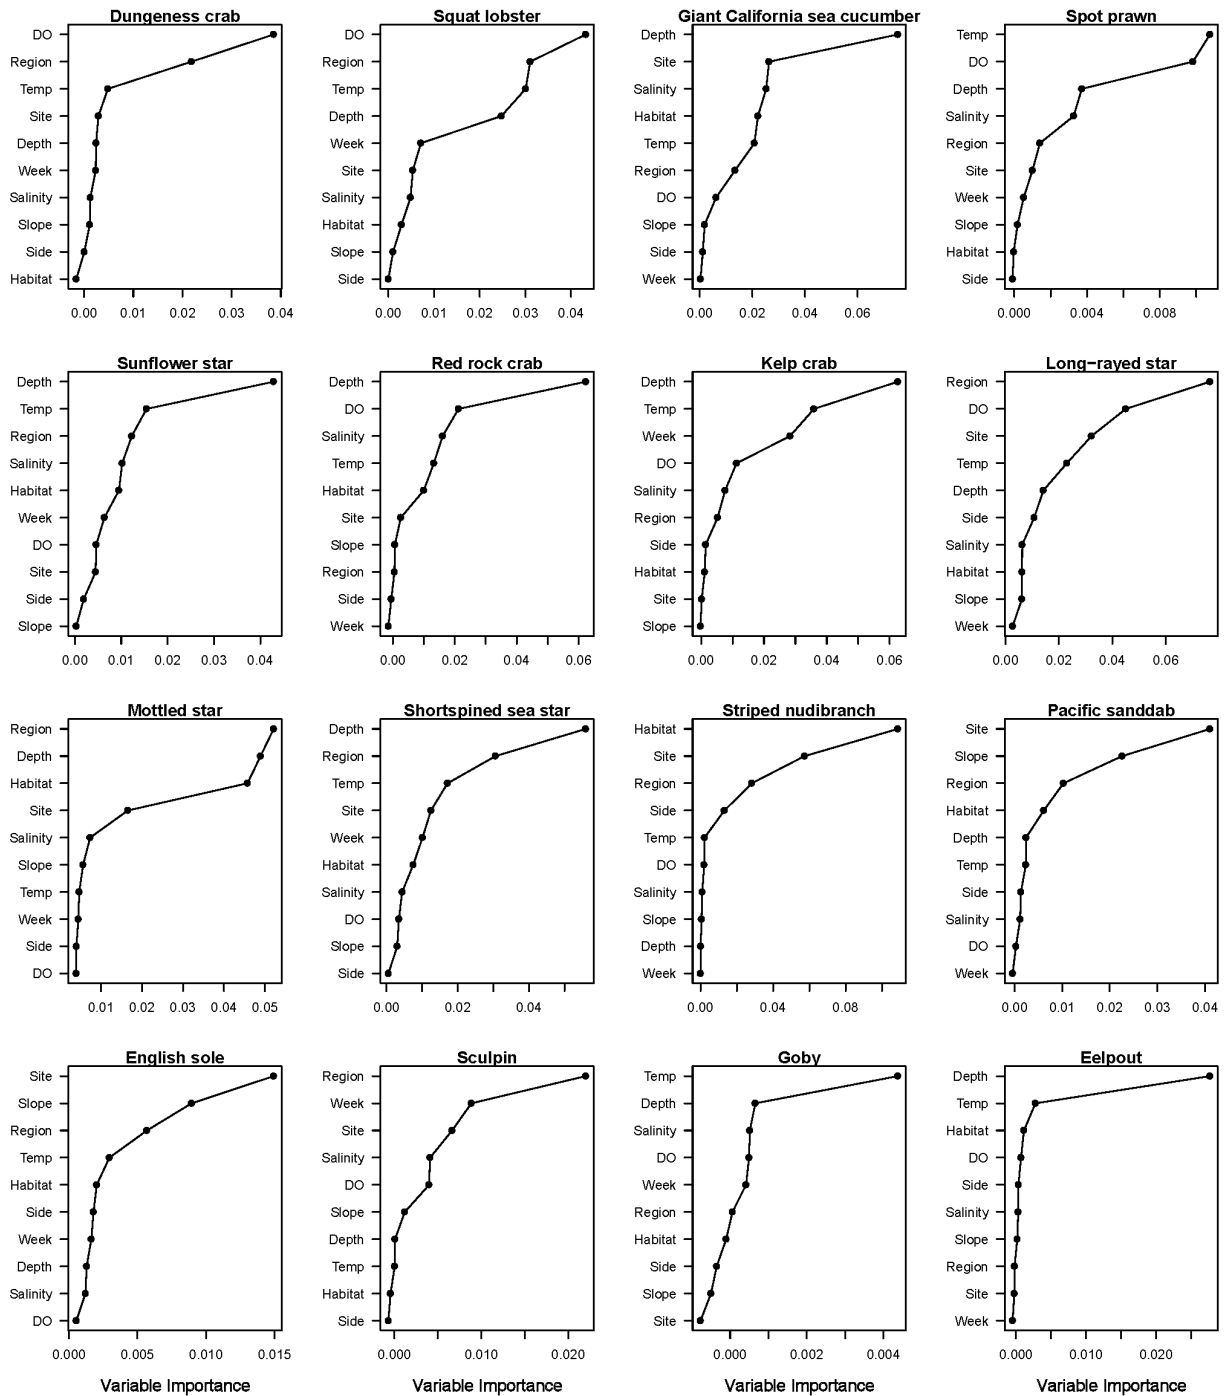 Dungeness crab
DO
Region
Temp
Site
Depth
Week
Salinity
Slope
Side
Habitat
0.00 0.01 0.02 0.03 0.04
Squat lobster
DO
Region
Temp
Depth
Week
Site
Salinity
Habitat
Slope
Side
0.00 0.01 0.02 0.03 0.04
Giant California sea cucumber
Depth
Site
Salinity
Habitat
Temp
Region
DO
Slope
Side
Week
0.00 0.02 0.04 0.06
Spot prawn
Temp
DO
Depth
Salinity
Region
Site
Week
Slope
Habitat
Side
0.000 0.004 0.008
Sunflower star
Depth
Temp
Region
Salinity
Habitat
Week
DO
Site
Side
Slope
0.00 0.01 0.02 0.03 0.04
Red rock crab
Depth
DO
Salinity
Temp
Habitat
Site
Slope
Region
Side
Week
0.00 0.02 0.04 0.06
Kelp crab
Depth
Temp
Week
DO
Salinity
Region
Side
Habitat
Site
Slope
0.00 0.02 0.04 0.06
Long−rayed star
Region
DO
Site
Temp
Depth
Side
Salinity
Habitat
Slope
Week
0.00 0.02 0.04 0.06
Mottled star
Region
Depth
Habitat
Site
Salinity
Slope
Temp
Week
Side
DO
0.01 0.02 0.03 0.04 0.05
Shortspined sea star
Depth
Region
Temp
Site
Week
Habitat
Salinity
DO
Slope
Side
0.00 0.02 0.04
Striped nudibranch
Habitat
Site
Region
Side
Temp
DO
Salinity
Slope
Depth
Week
0.00 0.04 0.08
Pacific sanddab
Site
Slope
Region
Habitat
Depth
Temp
Side
Salinity
DO
Week
0.00 0.01 0.02 0.03 0.04
English sole
Site
Slope
Region
Temp
Habitat
Side
Week
Depth
Salinity
DO
0.000 0.005 0.010 0.015
Variable Importance
Sculpin
Region
Week
Site
Salinity
DO
Slope
Depth
Temp
Habitat
Side
0.000 0.010 0.020
Variable Importance
Goby
Temp
Depth
Salinity
DO
Week
Region
Habitat
Side
Slope
Site
0.000 0.002 0.004
Variable Importance
Eelpout
Depth
Temp
Habitat
DO
Side
Salinity
Slope
Region
Site
Week
0.000 0.010 0.020
Variable Importance